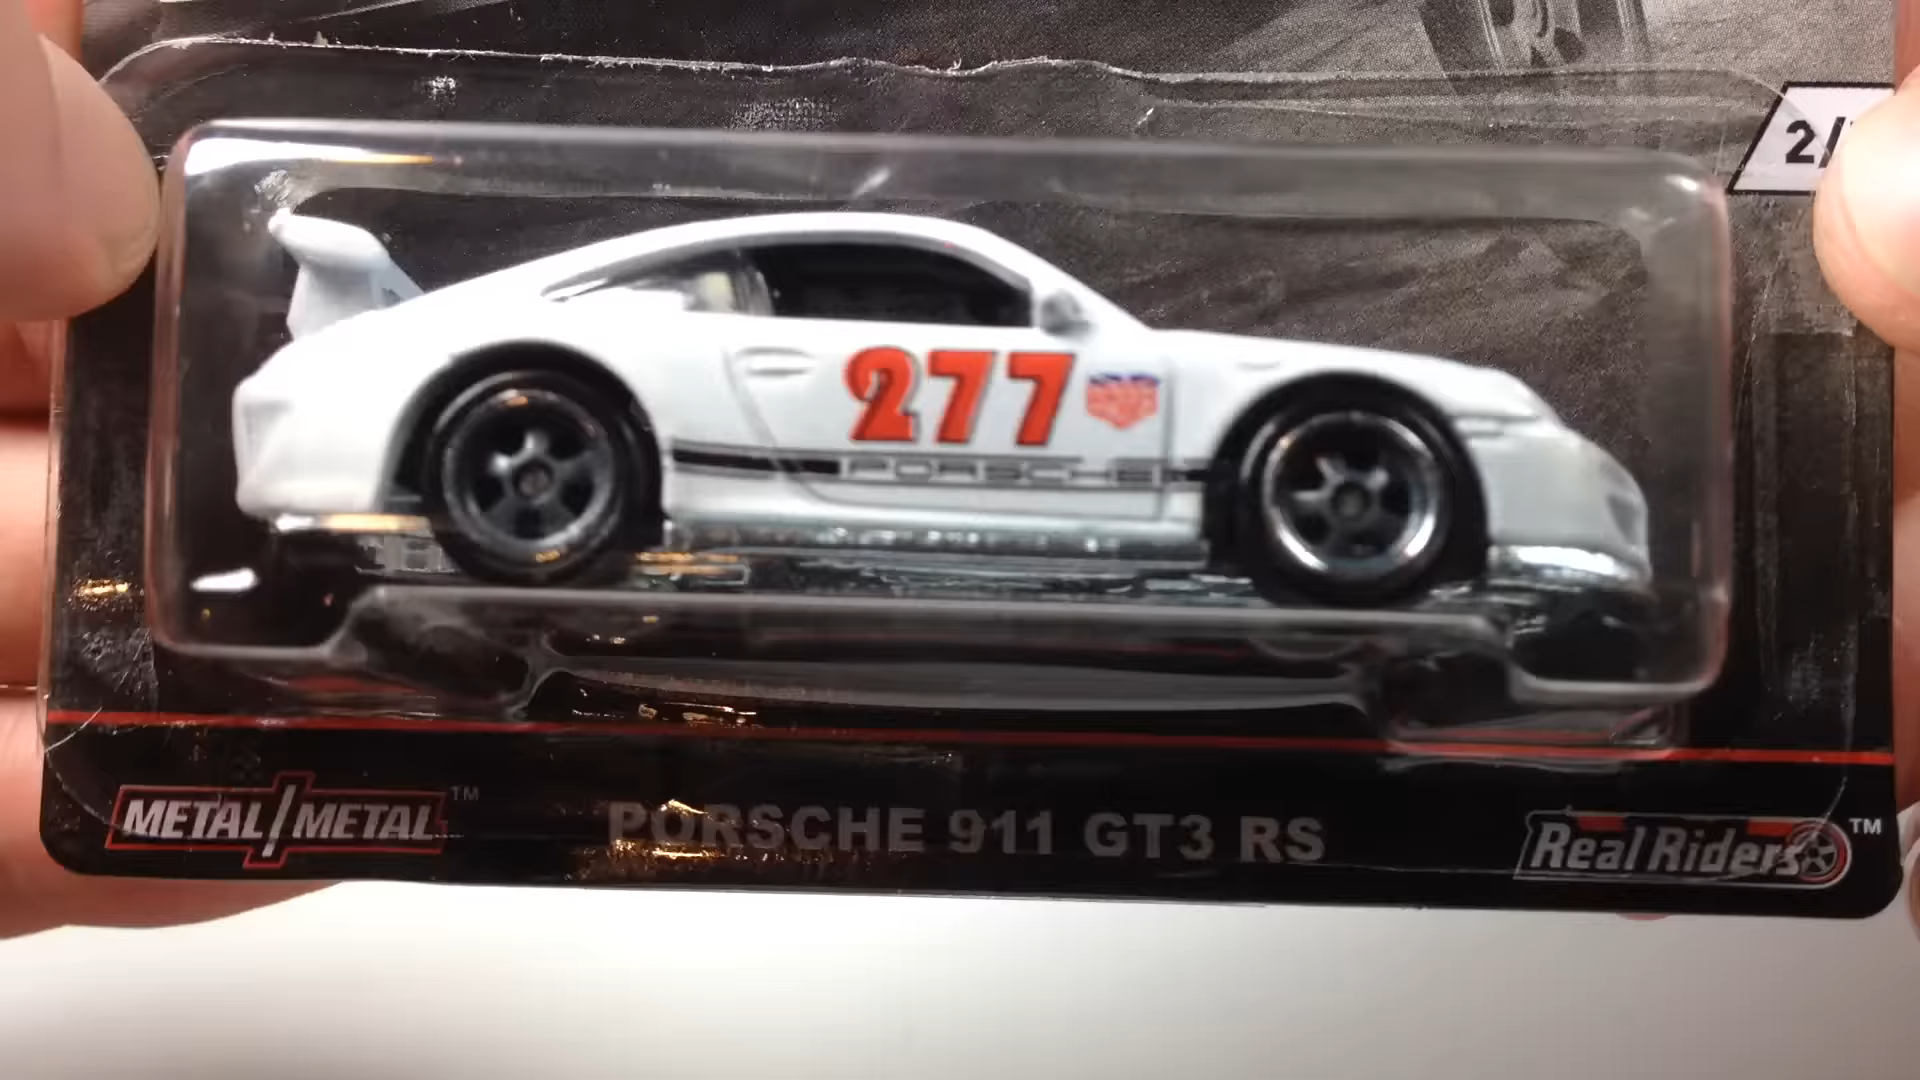 2/
277
PORSCHE
METAL/METAL™
PORSCHE 911 GT3 RS
Real Riders™